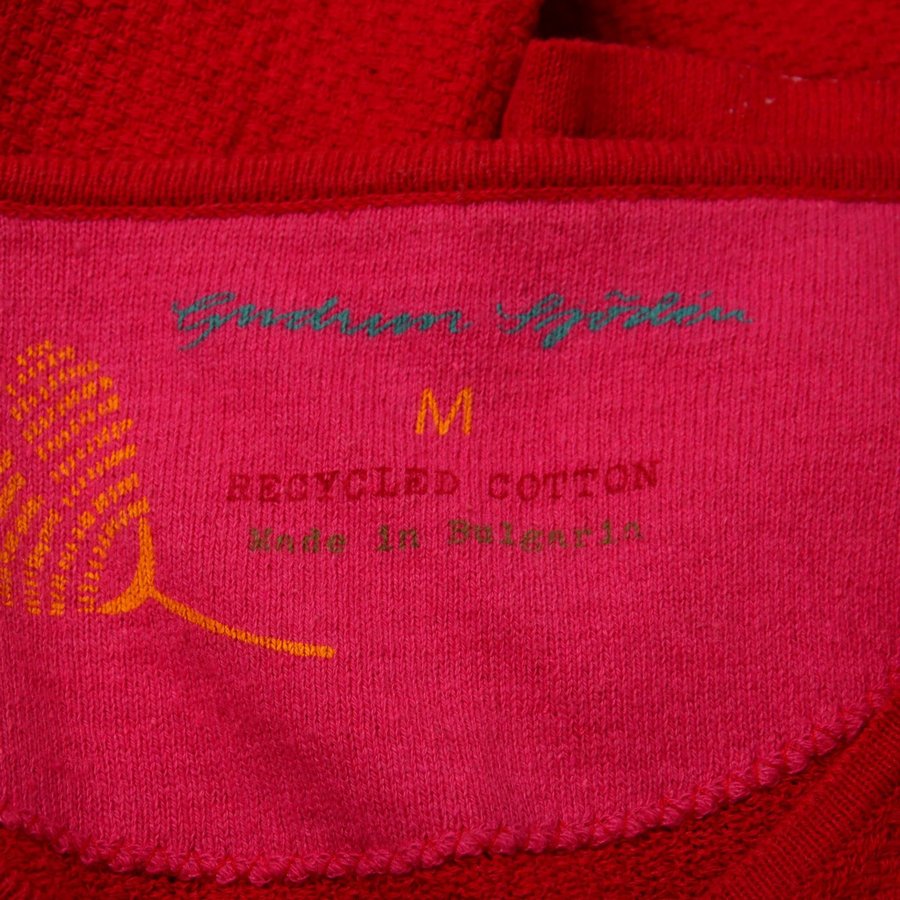 Gudrun Sjödén
M
RECYCLED COTTON
Made in Bulgaria